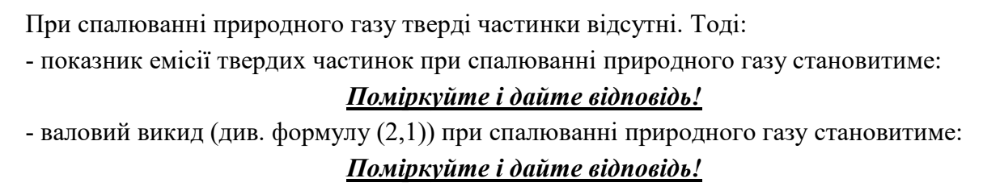 При спалюванні природного газу тверді частинки відсутні. Тоді:
- показник емісії твердих частинок при спалюванні природного газу становитиме:
Поміркуйте і дайте відповідь!
- валовий викид (див. формулу (2,1)) при спалюванні природного газу становитиме:
Поміркуйте і дайте відповідь!